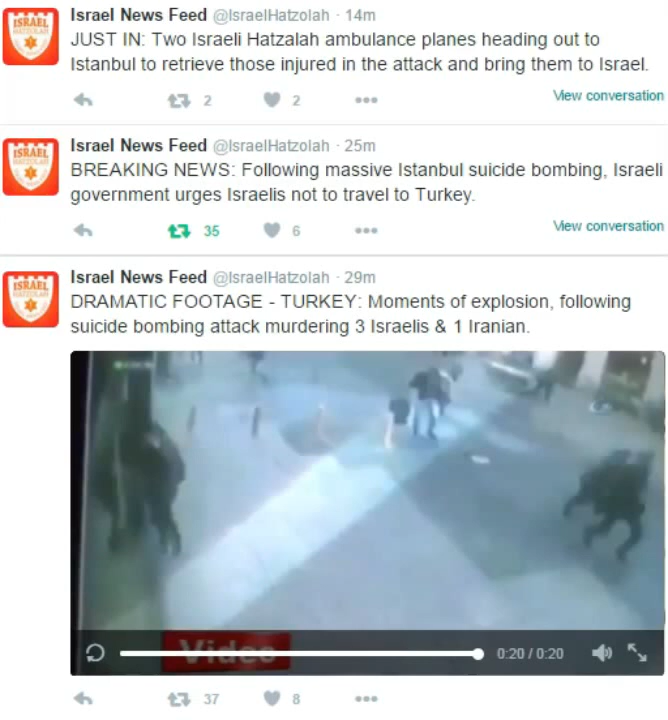 Israel News Feed @IsraelHatzolah · 14m
JUST IN: Two Israeli Hatzalah ambulance planes heading out to
Istanbul to retrieve those injured in the attack and bring them to Israel.
2 2 View conversation
ISRAEL
HATZOLAH
Israel News Feed @IsraelHatzolah · 25m
BREAKING NEWS: Following massive Istanbul suicide bombing, Israeli
government urges Israelis not to travel to Turkey.
35 6 View conversation
ISRAEL
HATZOLAH
Israel News Feed @IsraelHatzolah · 29m
DRAMATIC FOOTAGE - TURKEY: Moments of explosion, following
suicide bombing attack murdering 3 Israelis & 1 Iranian.
ISRAEL
HATZOLAH
Video
0:20 / 0:20
37 8